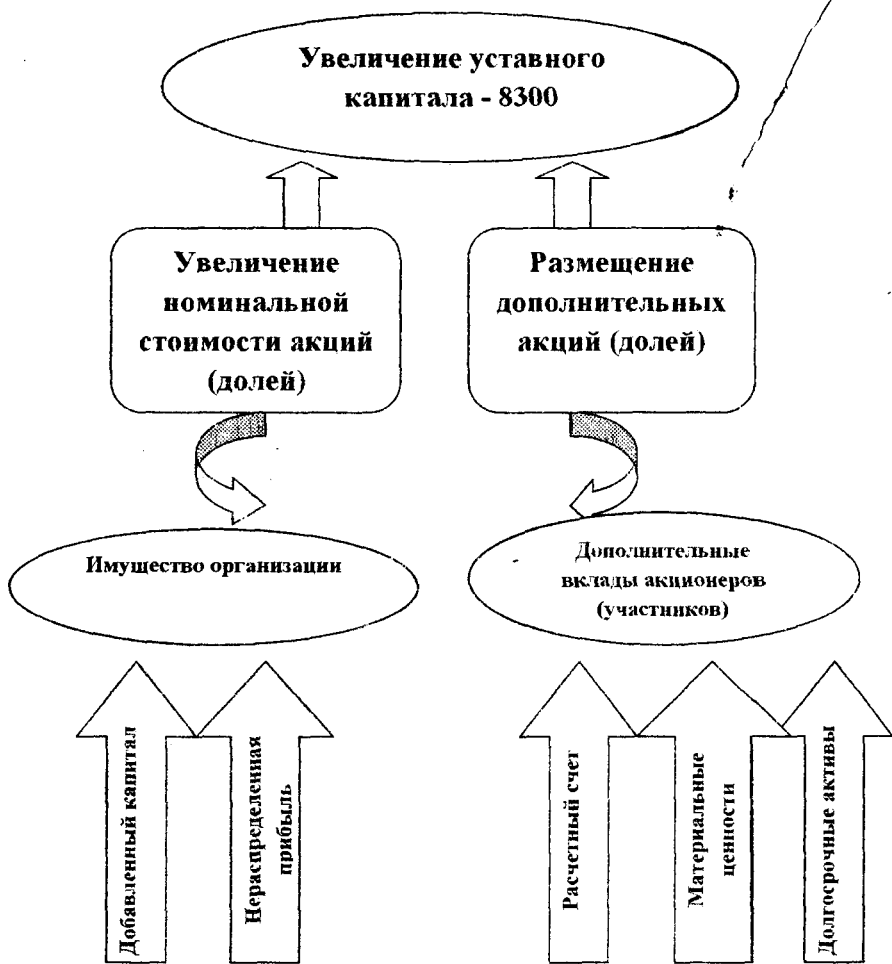 Увеличение уставного
капитала - 8300
Увеличение
номинальной
стоимости акций
(долей)
Размещение
дополнительных
акций (долей)
Имущество организации
Дополнительные
вклады акционеров
(участников)
Добавленный капитал
Нераспределенная
прибыль
Расчетный счет
Материальные
ценности
Долгосрочные активы